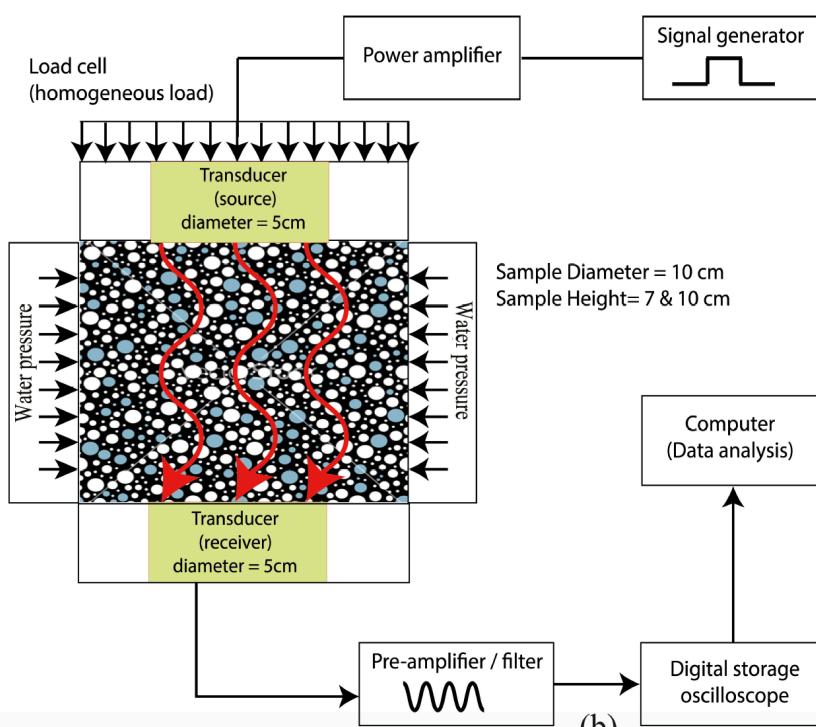 Power amplifier
Signal generator
Load cell
(homogeneous load)
Transducer
(source)
diameter = 5cm
Water pressure
Water pressure
Sample Diameter = 10 cm
Sample Height= 7 & 10 cm
Computer
(Data analysis)
Transducer
(receiver)
diameter = 5cm
Pre-amplifier / filter
Digital storage
oscilloscope
(b)